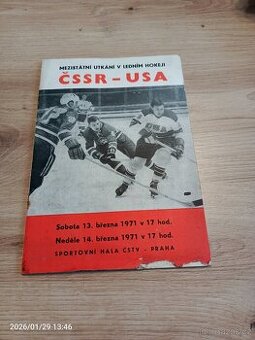 MEZISTÁTNÍ UTKÁNÍ V LEDNÍM HOKEJI
ČSSR – USA
Sobota 13. března 1971 v 17 hod.
Neděle 14. března 1971 v 17 hod.
SPORTOVNÍ HALA ČSTV - PRAHA
2026/01/29 13:46